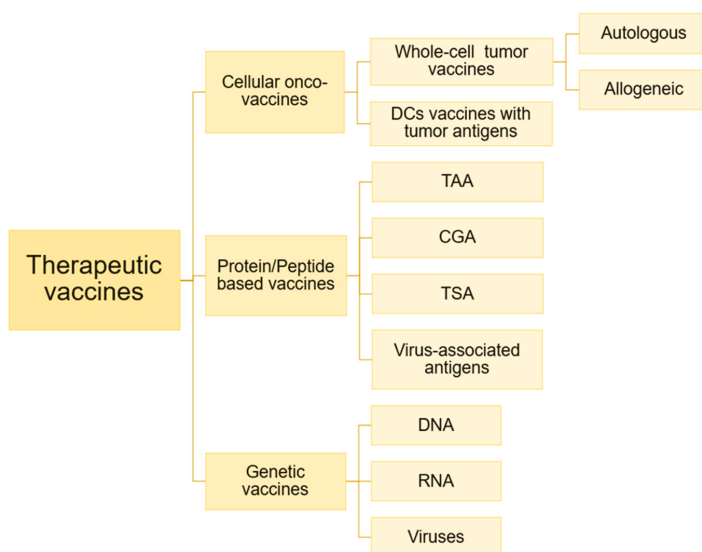 Therapeutic
vaccines
Cellular onco-
vaccines
Whole-cell tumor
vaccines
Autologous
Allogeneic
DCs vaccines with
tumor antigens
Protein/Peptide
based vaccines
TAA
CGA
TSA
Virus-associated
antigens
Genetic
vaccines
DNA
RNA
Viruses